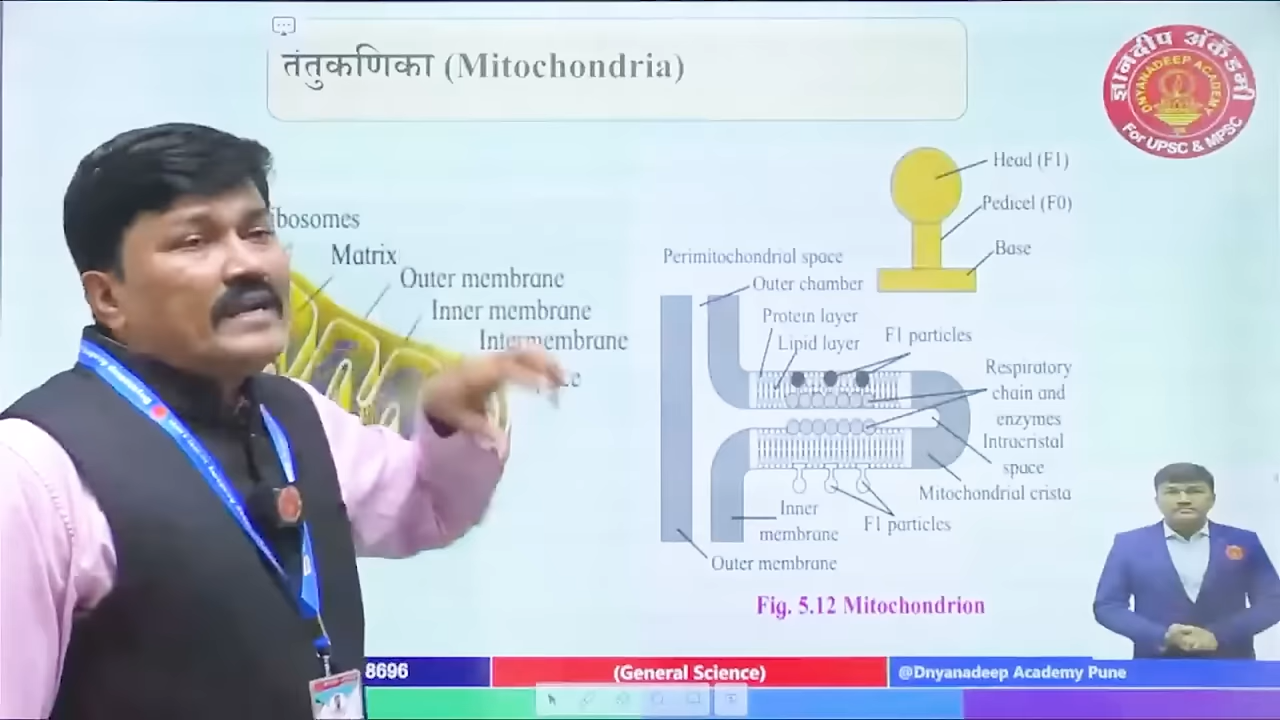 तंतुकणिका (Mitochondria)
ज्ञानदीप अॅकॅडमी
DNYANADEEP ACADEMY
For UPSC & MPSC
Matrix
Outer membrane
Inner membrane
Intermembrane
Head (F1)
Pedicel (F0)
Base
Perimitochondrial space
Outer chamber
Protein layer
Lipid layer
F1 particles
Respiratory
chain and
enzymes
Intracristal
space
Mitochondrial crista
Inner
membrane
F1 particles
Outer membrane
Fig. 5.12 Mitochondrion
8696
(General Science)
@Dnyanadeep Academy Pune